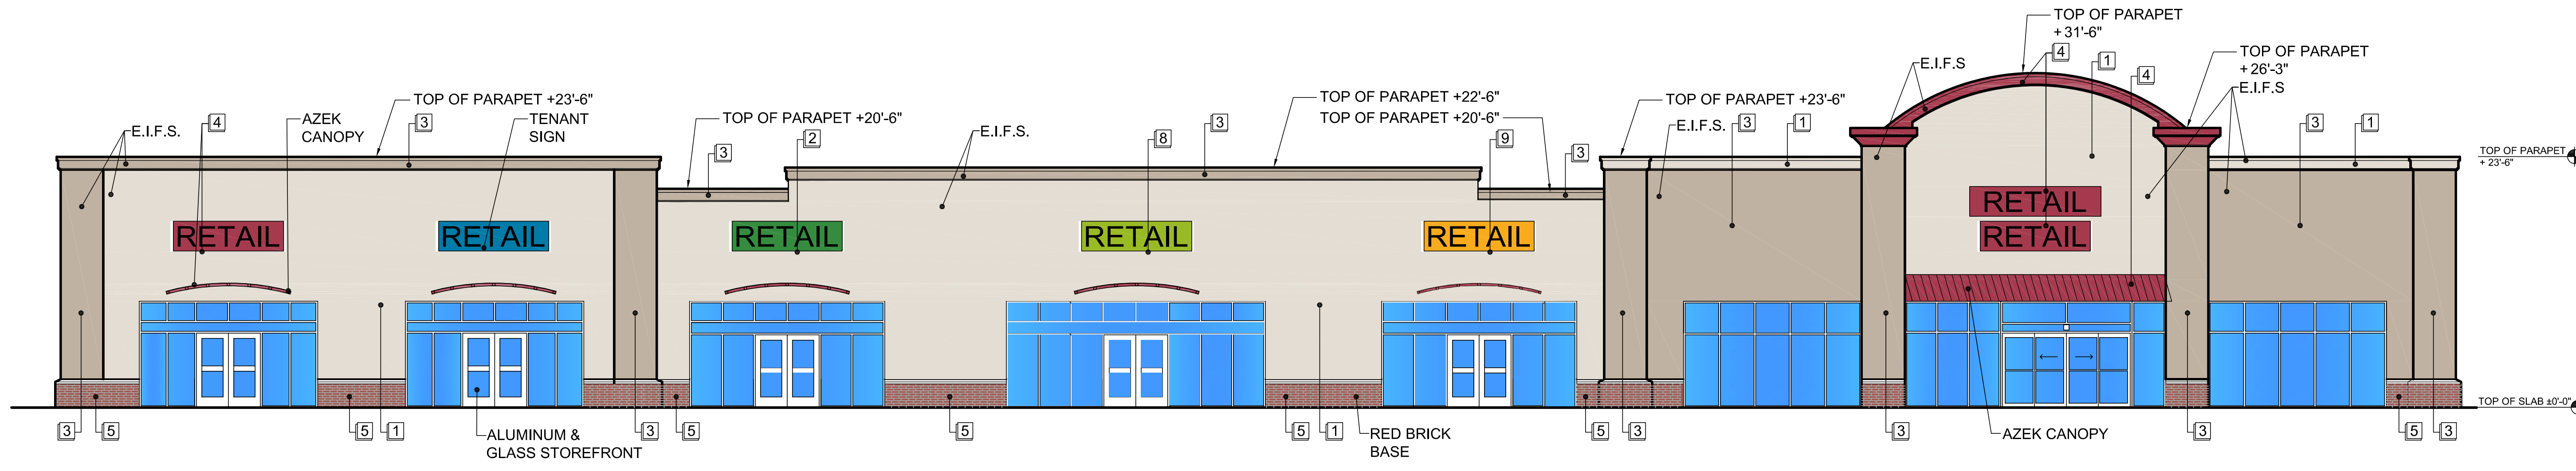 TOP OF PARAPET
+ 31'-6"
4
1
TOP OF PARAPET
+ 26'-3"
4
E.I.F.S
E.I.F.S
TOP OF PARAPET +23'-6"
TOP OF PARAPET +22'-6"
TOP OF PARAPET +23'-6"
E.I.F.S.
4
AZEK
CANOPY
3
TENANT
SIGN
TOP OF PARAPET +20'-6"
TOP OF PARAPET +20'-6"
3
2
E.I.F.S.
8
3
9
3
E.I.F.S.
3
1
3
1
TOP OF PARAPET
+ 23'-6"
RETAIL
RETAIL
RETAIL
RETAIL
RETAIL
RETAIL
RETAIL
TOP OF SLAB ±0'-0"
3
5
5
1
ALUMINUM &
GLASS STOREFRONT
3
5
5
5
1
RED BRICK
BASE
5
3
3
AZEK CANOPY
3
5
3